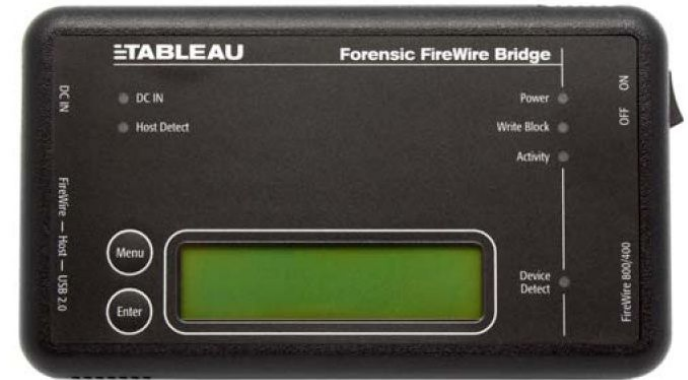 TABLEAU
Forensic FireWire Bridge
DC IN
DC IN
Host Detect
Power
Write Block
Activity
OFF ON
FireWire — Host — USB 2.0
Menu
Enter
Device
Detect
FireWire 800/400